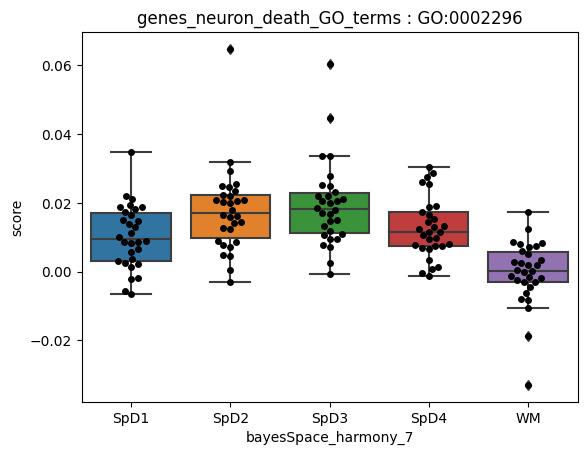 genes_neuron_death_GO_terms : GO:0002296
score
0.06
0.04
0.02
0.00
−0.02
SpD1 SpD2 SpD3 SpD4 WM
bayesSpace_harmony_7